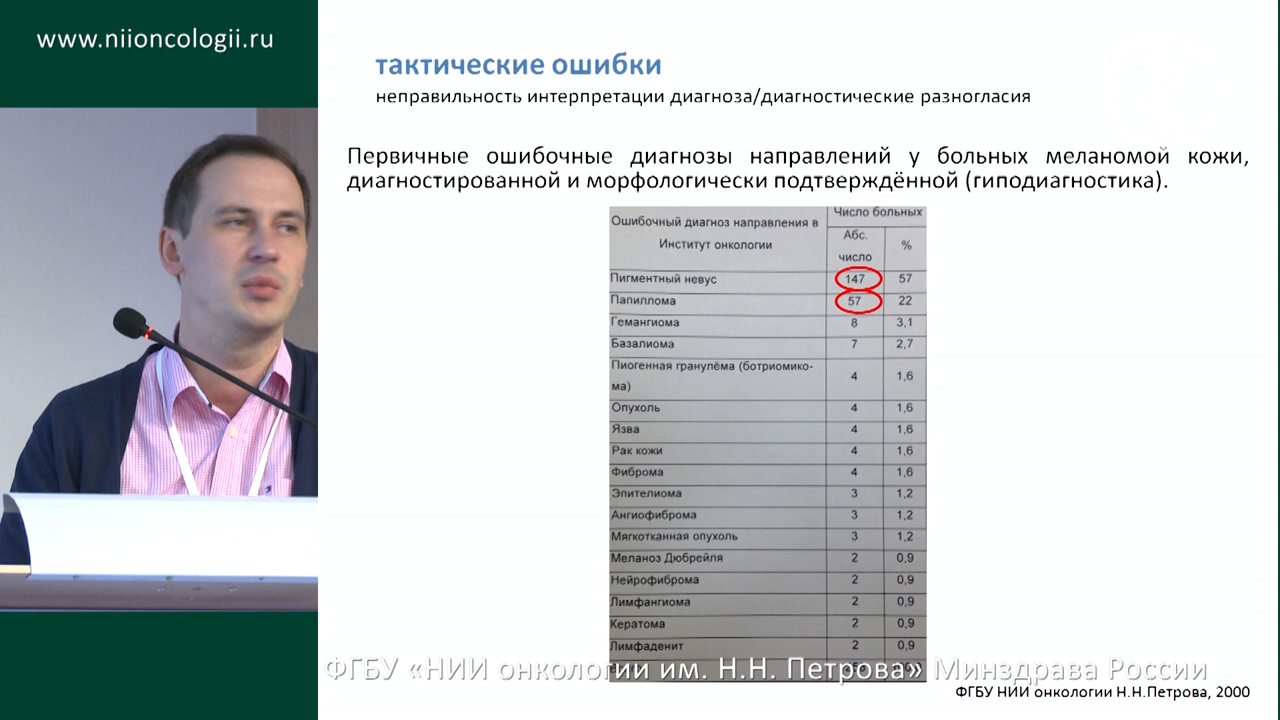 www.niioncologii.ru
тактические ошибки
неправильность интерпретации диагноза/диагностические разногласия
Первичные ошибочные диагнозы направлений у больных меланомой кожи,
диагностированной и морфологически подтверждённой (гиподиагностика).
Ошибочный диагноз направления в Институт онкологии
Число больных
Абс. число
%
Пигментный невус 147 57
Папиллома 57 22
Гемангиома 8 3,1
Базалиома 7 2,7
Пиогенная гранулёма (ботриомико-
ма) 4 1,6
Опухоль 4 1,6
Язва 4 1,6
Рак кожи 4 1,6
Фиброма 4 1,6
Эпителиома 3 1,2
Ангиофиброма 3 1,2
Мягкотканная опухоль 3 1,2
Меланоз Дюбрейля 2 0,9
Нейрофиброма 2 0,9
Лимфангиома 2 0,9
Кератома 2 0,9
Лимфаденит 2 0,9
ФГБУ «НИИ онкологии им. Н.Н. Петрова» Минздрава России
ФГБУ НИИ онкологии Н.Н.Петрова, 2000